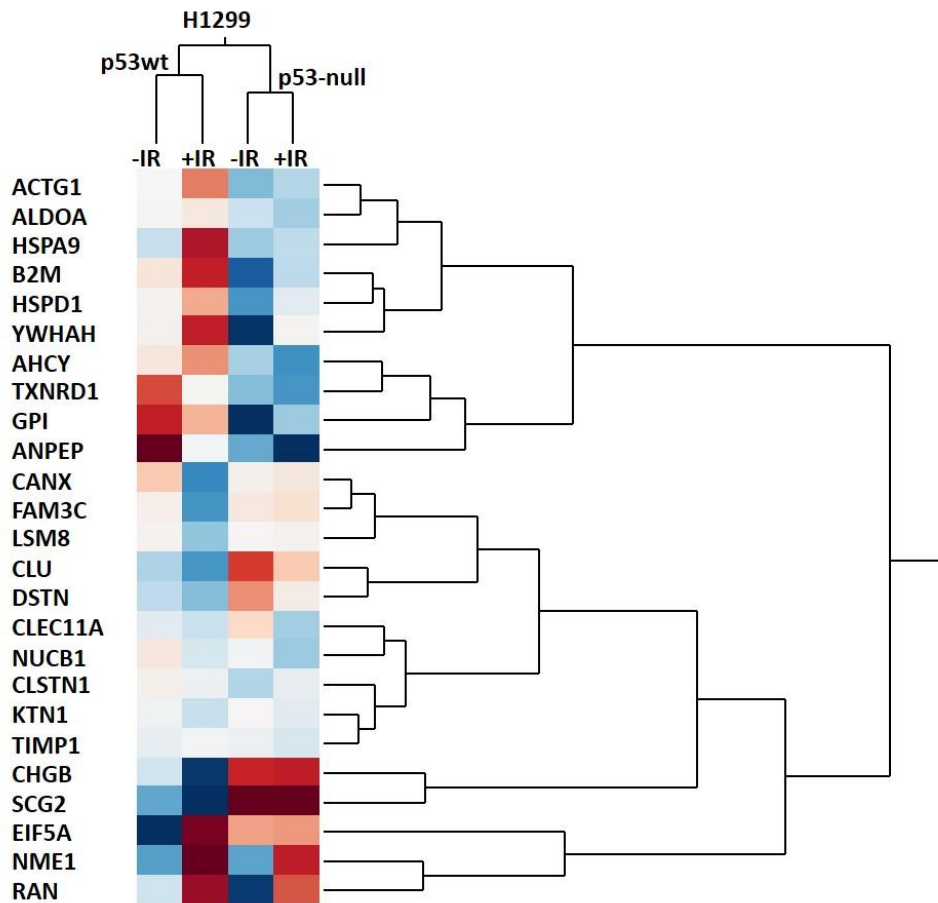 H1299
p53wt
p53-null
-IR +IR -IR +IR
ACTG1
ALDOA
HSPA9
B2M
HSPD1
YWHAH
AHCY
TXNRD1
GPI
ANPEP
CANX
FAM3C
LSM8
CLU
DSTN
CLEC11A
NUCB1
CLSTN1
KTN1
TIMP1
CHGB
SCG2
EIF5A
NME1
RAN